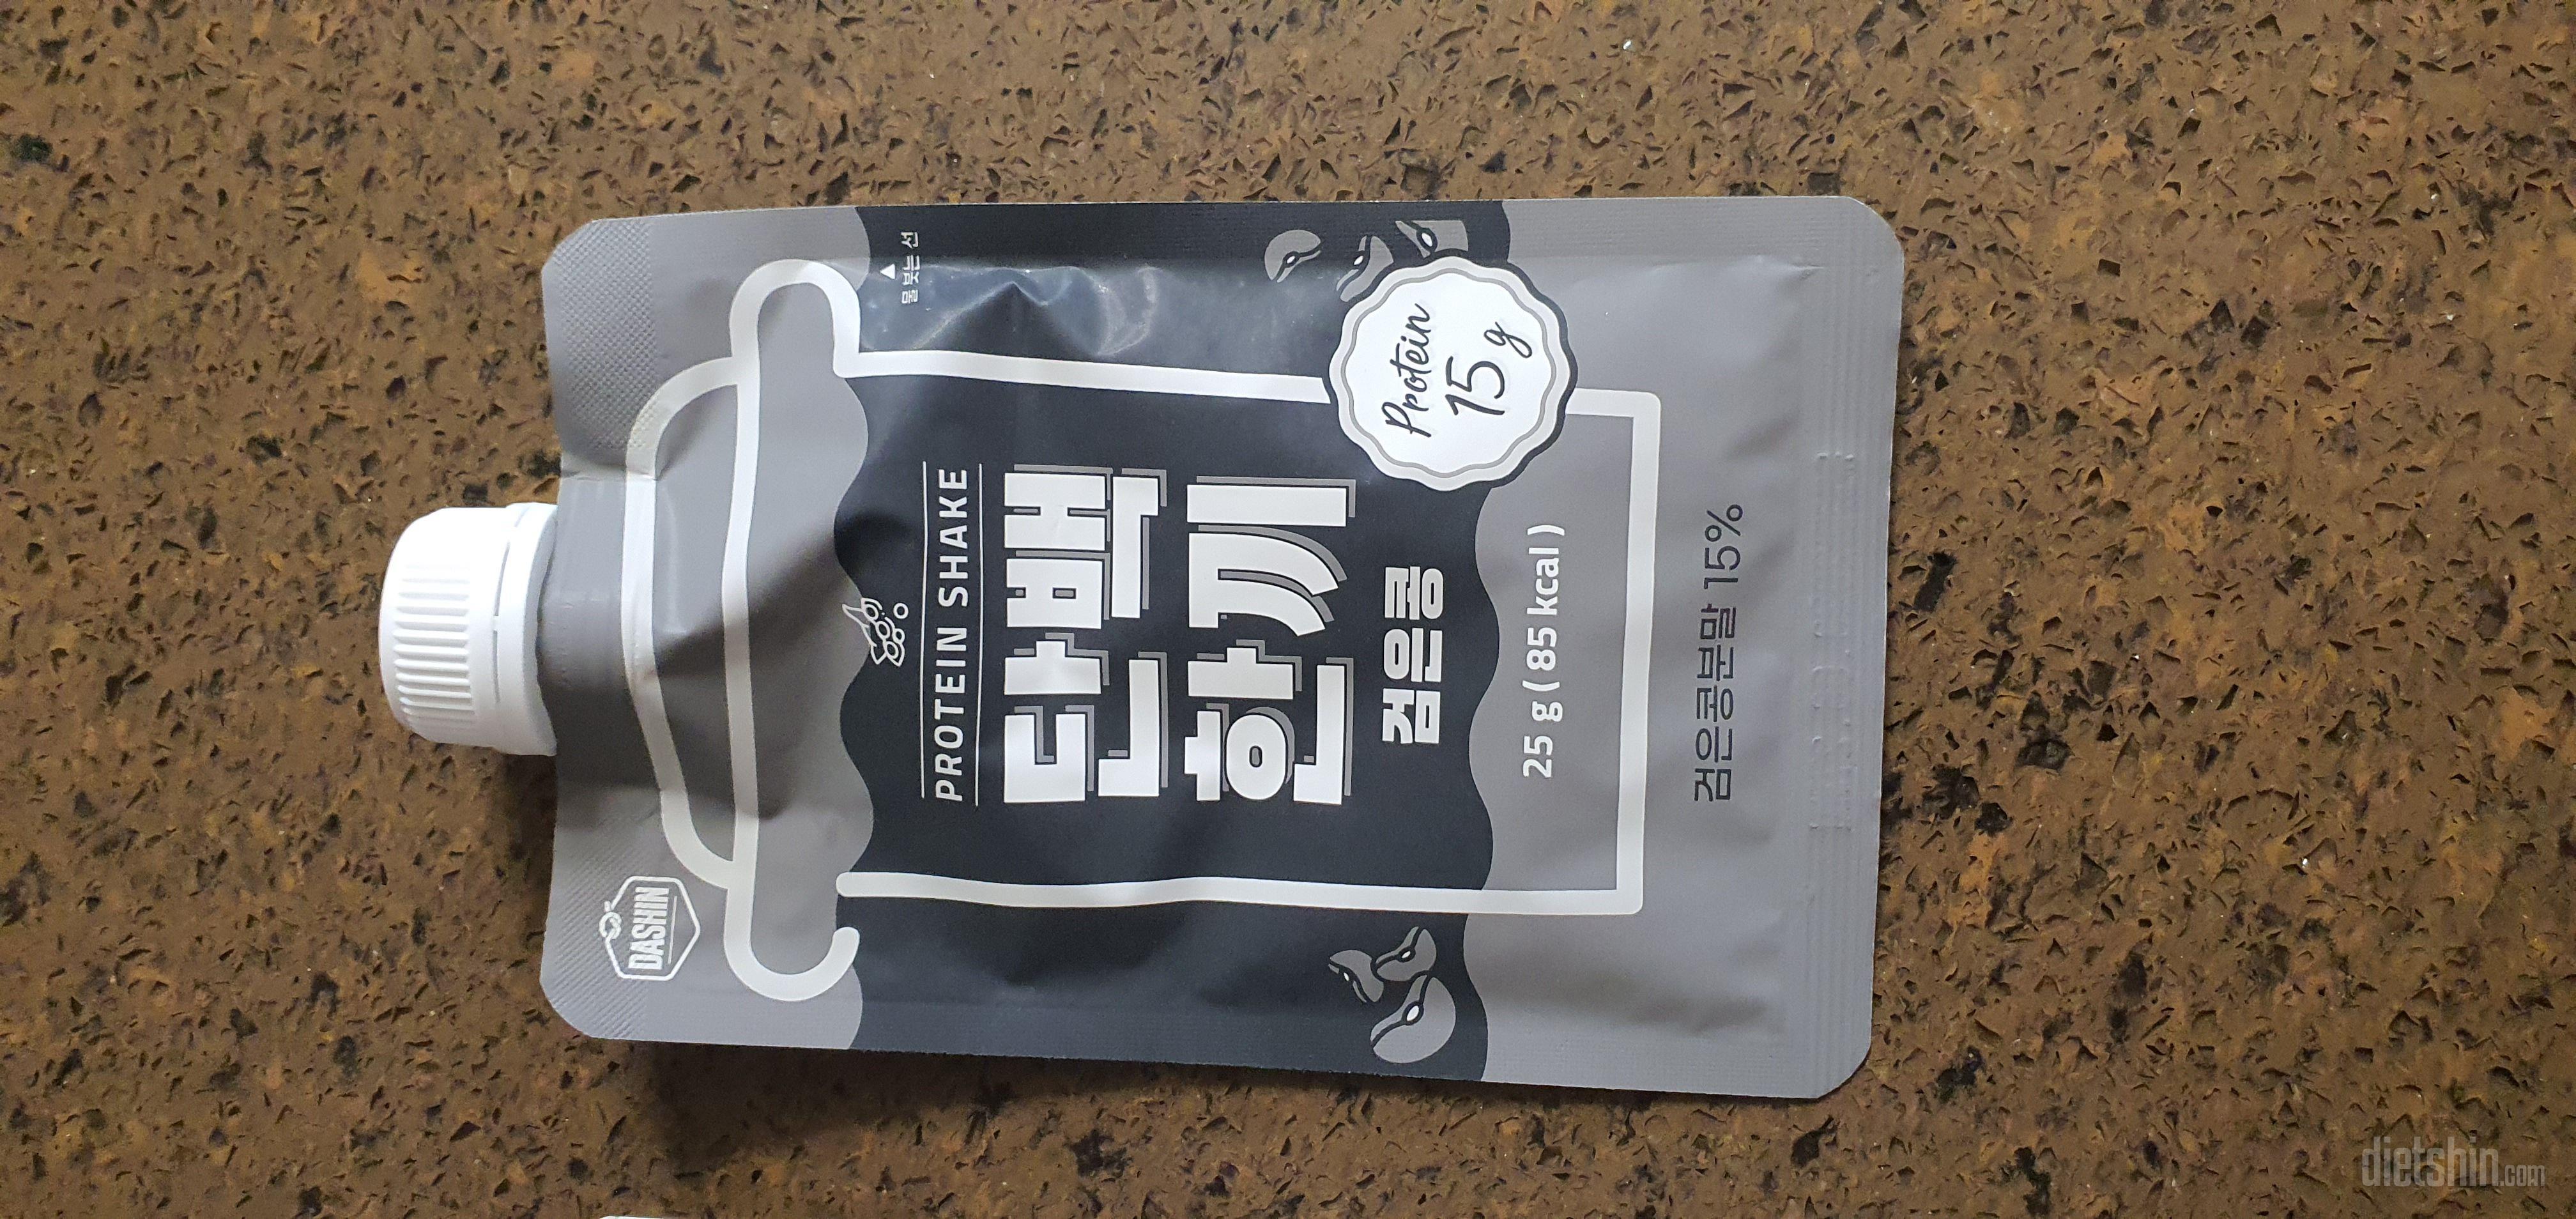 DASHIN
▲
물 붓는 선
PROTEIN SHAKE
단백
한끼
검은콩
Protein
15 g
25 g ( 85 kcal )
검은콩분말 15%
dietshin.com